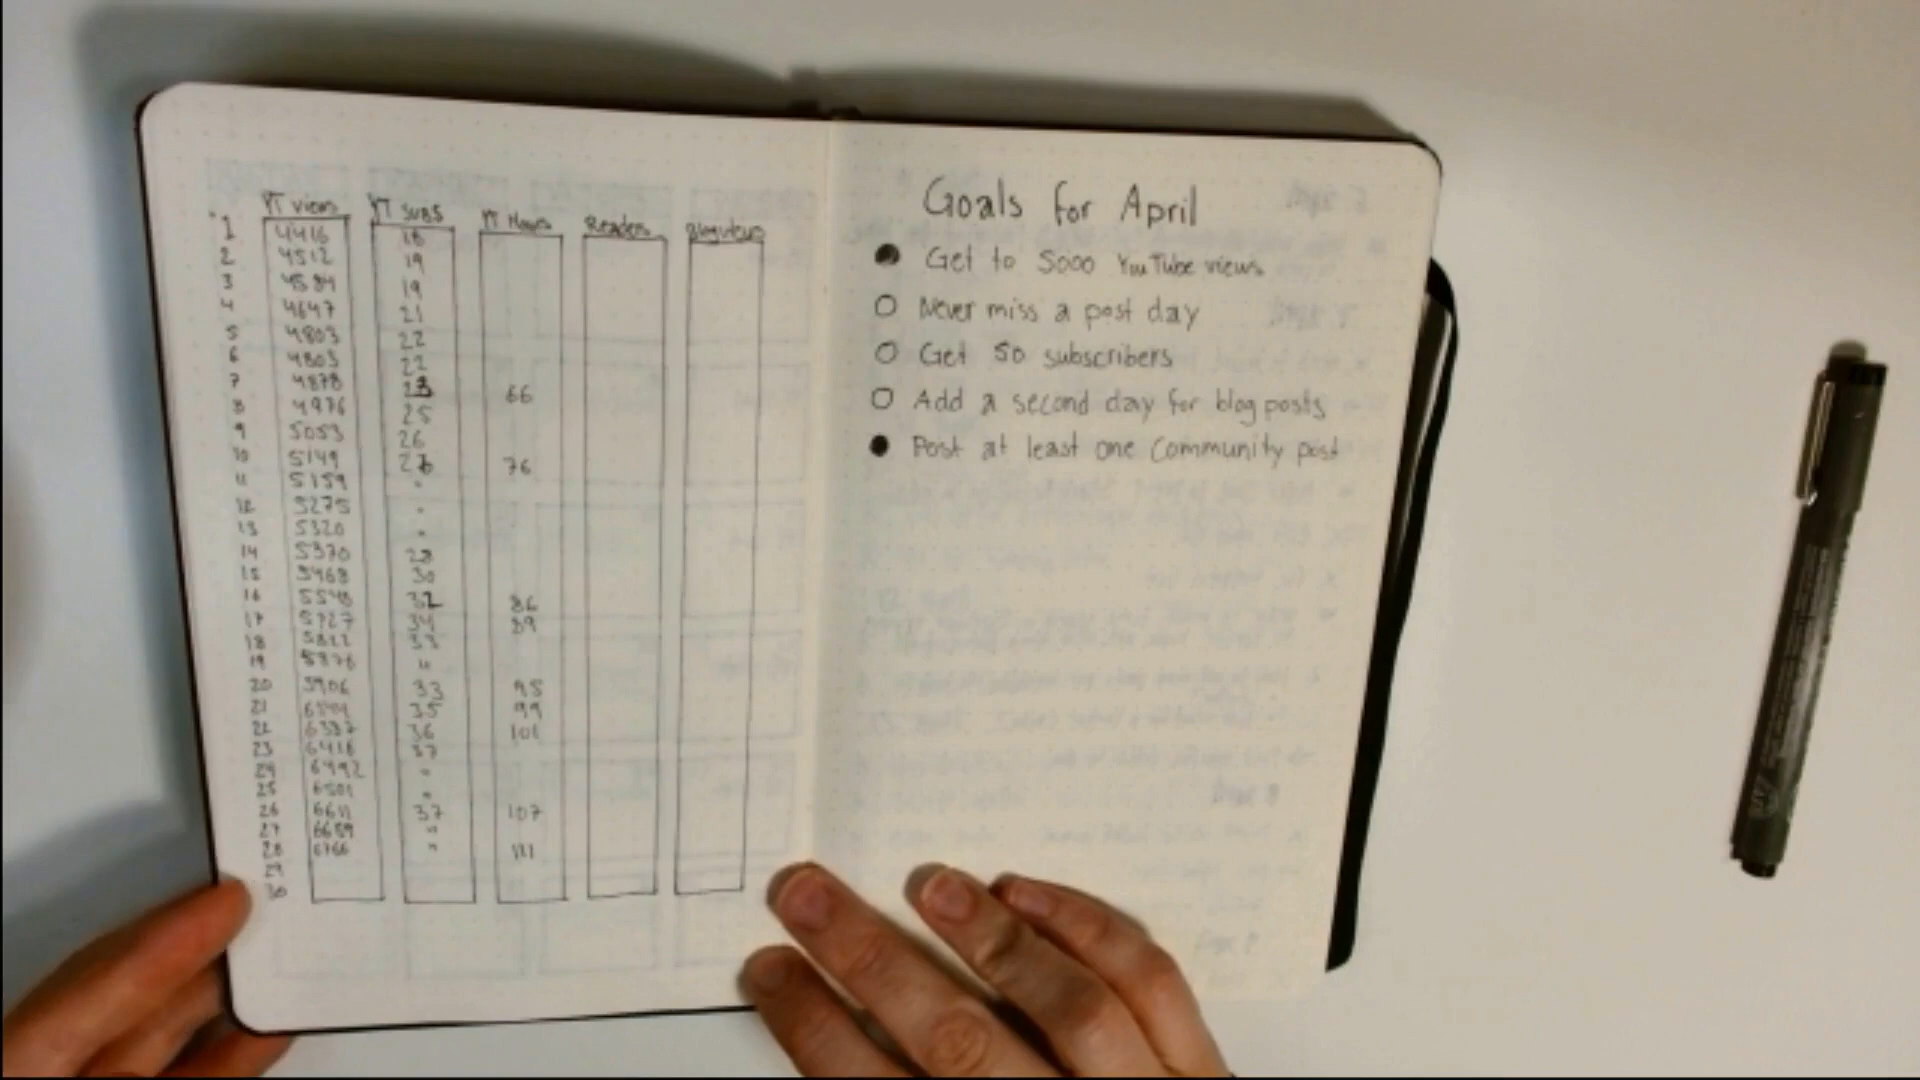 YT Views YT SUBS YT Hours Readers Blog views
1 4416 18
2 4512 19
3 4584 19
4 4647 21
5 4803 22
6 4803 22
7 4878 23 66
8 4976 25
9 5053 26
10 5149 26 76
11 5159 "
12 5275 "
13 5320 "
14 5370 28
15 5468 30
16 5548 32 86
17 5727 34 89
18 5822 33
19 5876 "
20 5906 33 95
21 35 99
22 6387 36 101
23 6418 37
24 6492 "
25 6501 "
26 6611 37 107
27 6659 "
28 6766 " 111
29
30
Goals for April
Get to 5000 YouTube views
Never miss a post day
Get 50 subscribers
Add a second day for blog posts
Post at least one Community post